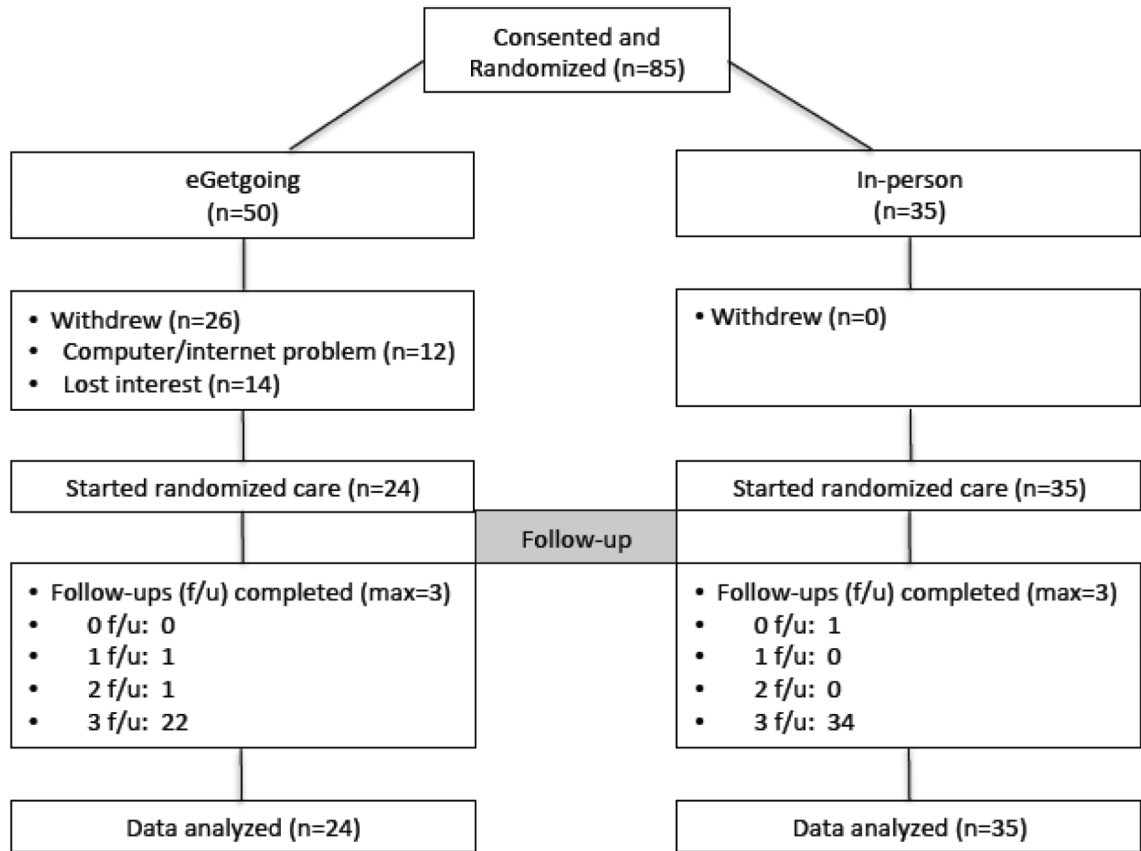 Consented and
Randomized (n=85)
eGetgoing
(n=50)
In-person
(n=35)
• Withdrew (n=26)
• Computer/internet problem (n=12)
• Lost interest (n=14)
• Withdrew (n=0)
Started randomized care (n=24)
Started randomized care (n=35)
Follow-up
• Follow-ups (f/u) completed (max=3)
• 0 f/u: 0
• 1 f/u: 1
• 2 f/u: 1
• 3 f/u: 22
• Follow-ups (f/u) completed (max=3)
• 0 f/u: 1
• 1 f/u: 0
• 2 f/u: 0
• 3 f/u: 34
Data analyzed (n=24)
Data analyzed (n=35)